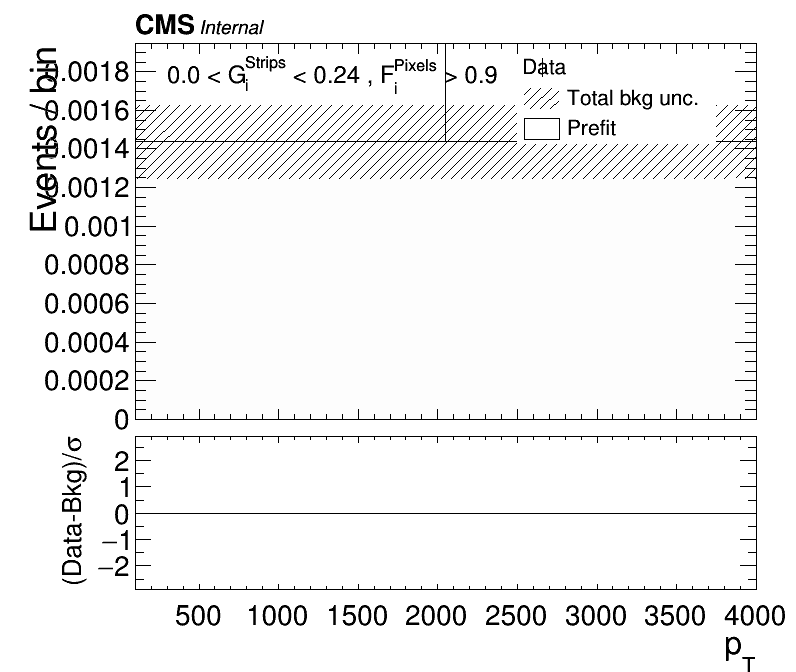 CMS Internal
0.0 < G_i^Strips < 0.24 , F_i^Pixels > 0.9
Data
Total bkg unc.
Prefit
Events / bin
0.0018
0.0016
0.0014
0.0012
0.001
0.0008
0.0006
0.0004
0.0002
0
(Data-Bkg)/σ
2
1
0
−1
−2
500 1000 1500 2000 2500 3000 3500 4000
p_T